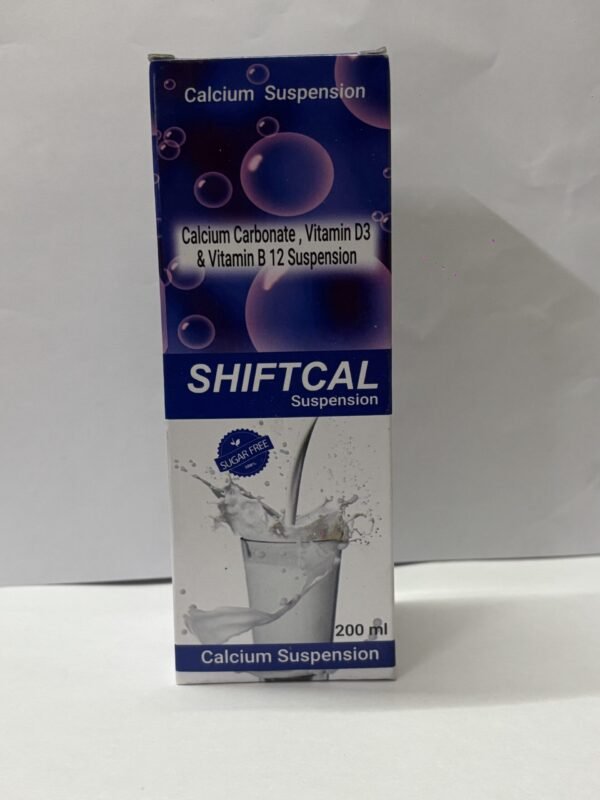 Calcium Suspension
Calcium Carbonate , Vitamin D3
& Vitamin B 12 Suspension
SHIFTCAL
Suspension
SUGAR FREE
200 ml
Calcium Suspension